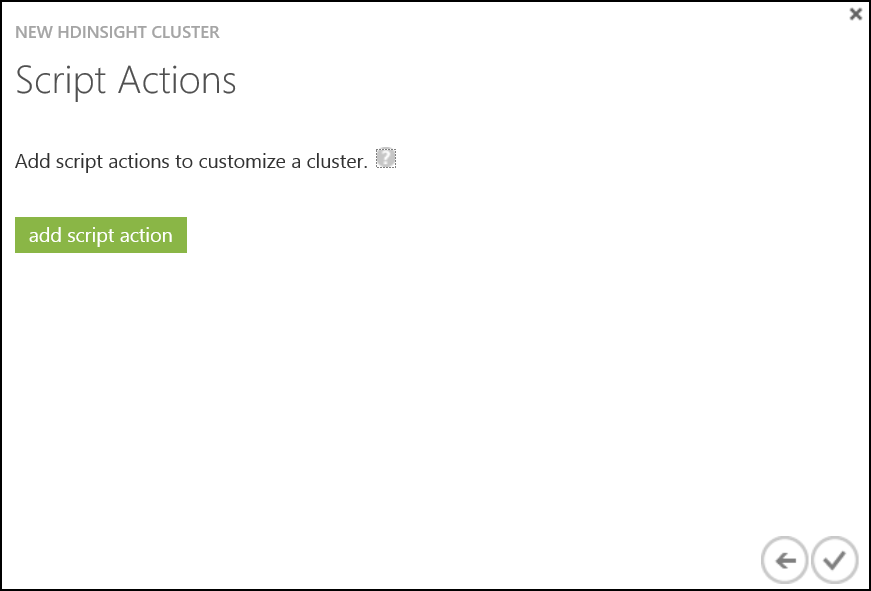 NEW HDINSIGHT CLUSTER
Script Actions
Add script actions to customize a cluster. ?
add script action